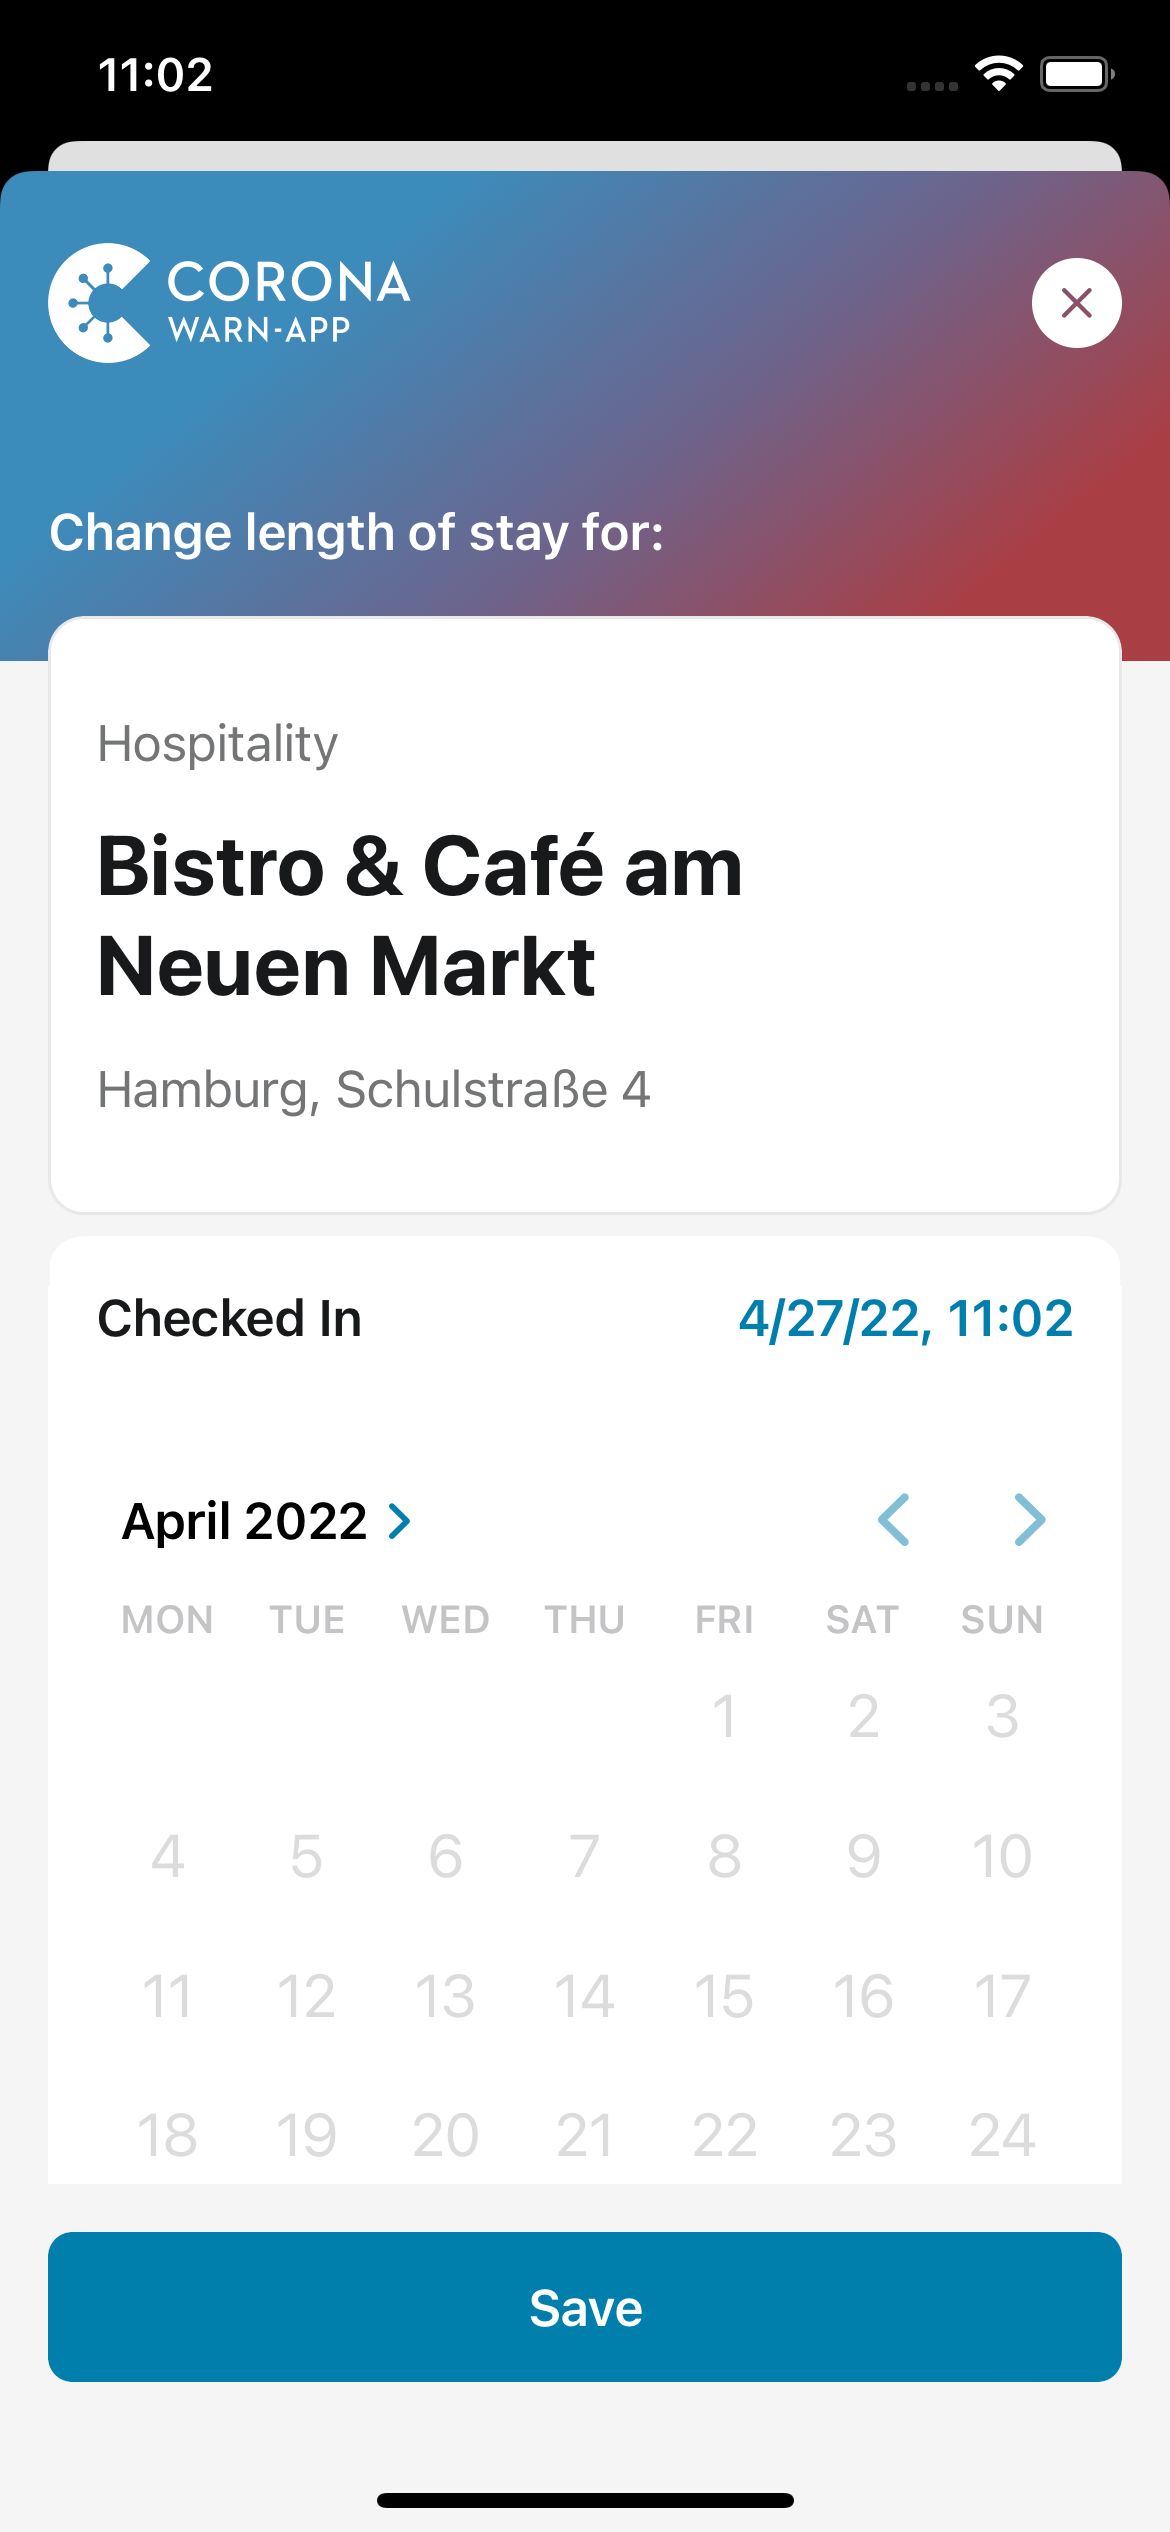 11:02
CORONA
WARN-APP
Change length of stay for:
Hospitality
Bistro & Café am
Neuen Markt
Hamburg, Schulstraße 4
Checked In 4/27/22, 11:02
April 2022
MON TUE WED THU FRI SAT SUN
1 2 3
4 5 6 7 8 9 10
11 12 13 14 15 16 17
18 19 20 21 22 23 24
Save